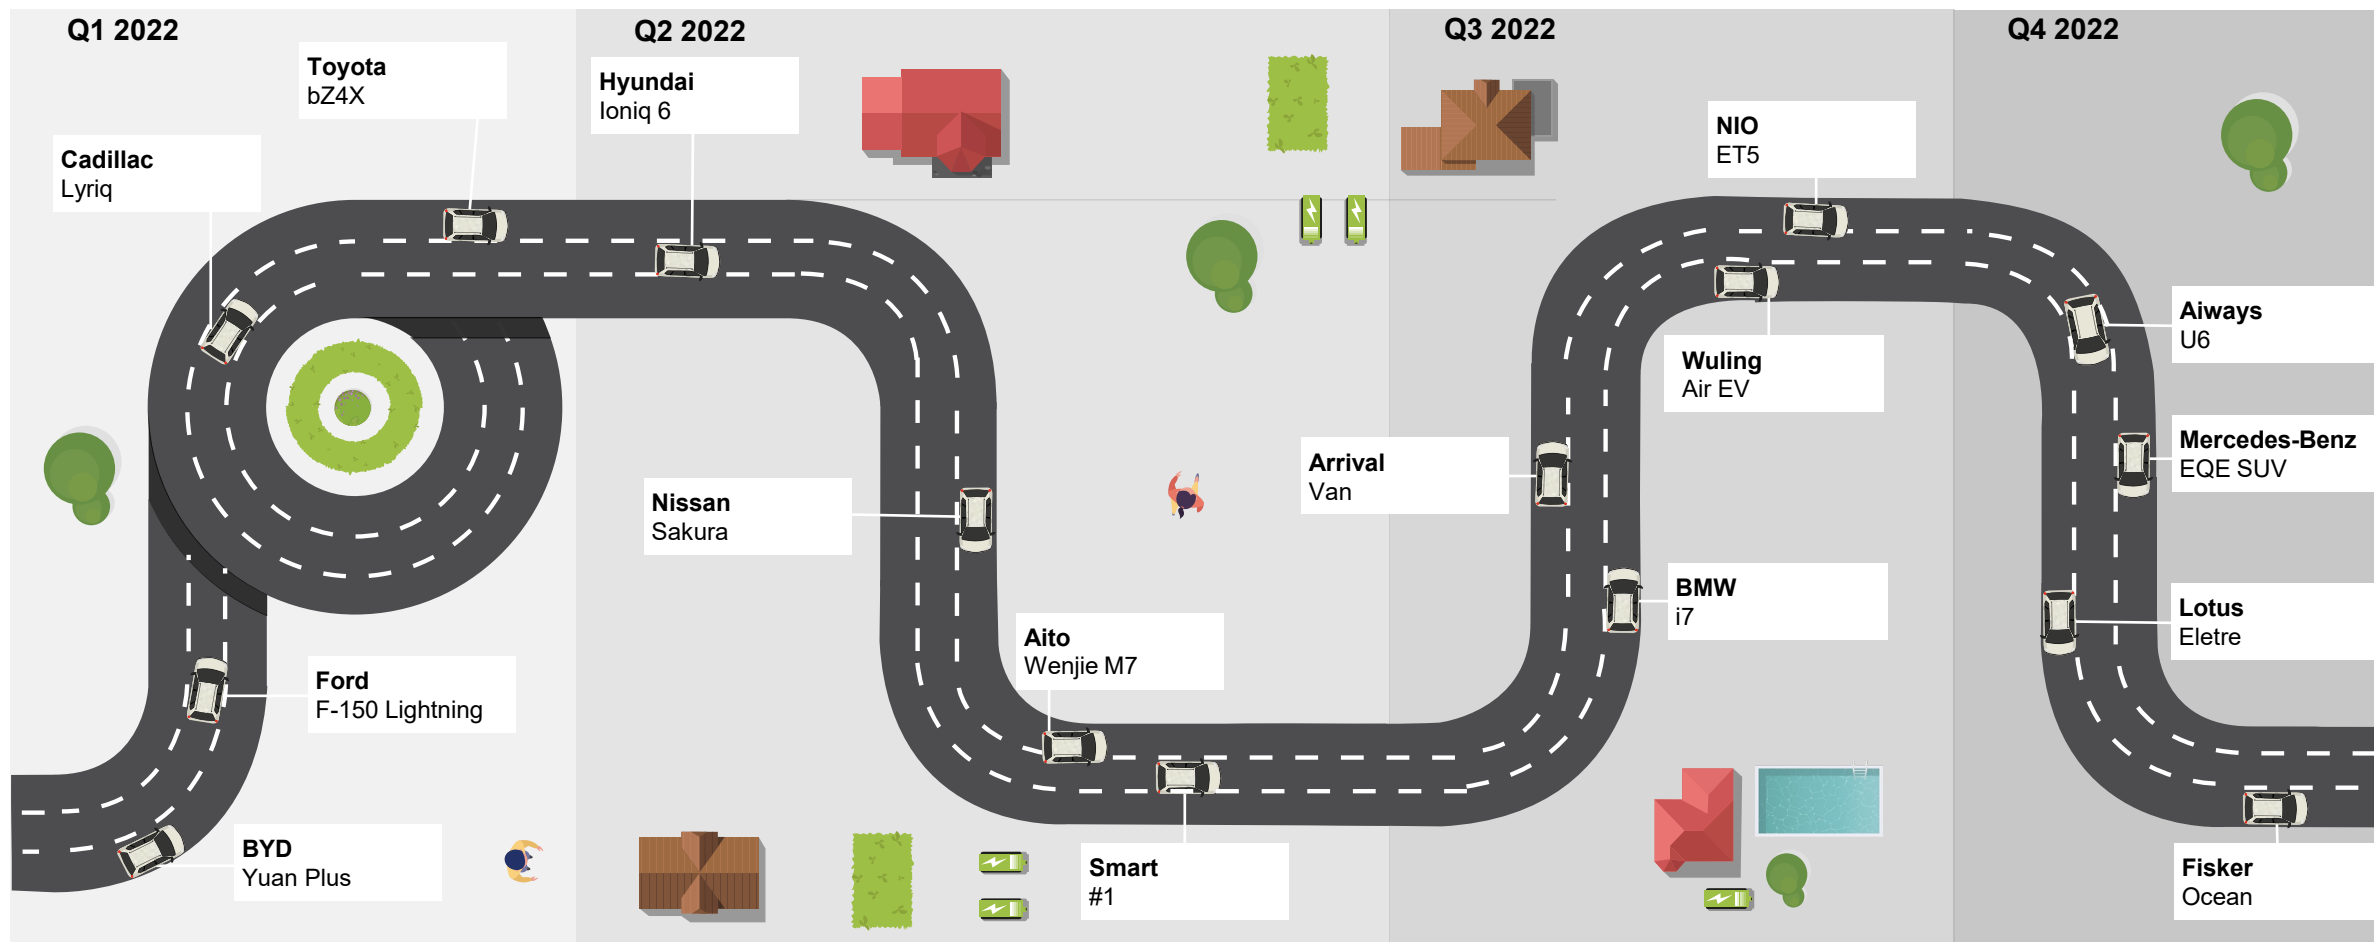 Q1 2022
Q2 2022
Q3 2022
Q4 2022
Toyota
bZ4X
Cadillac
Lyriq
Ford
F-150 Lightning
BYD
Yuan Plus
Hyundai
Ioniq 6
Nissan
Sakura
Aito
Wenjie M7
Smart
#1
NIO
ET5
Wuling
Air EV
Arrival
Van
BMW
i7
Aiways
U6
Mercedes-Benz
EQE SUV
Lotus
Eletre
Fisker
Ocean